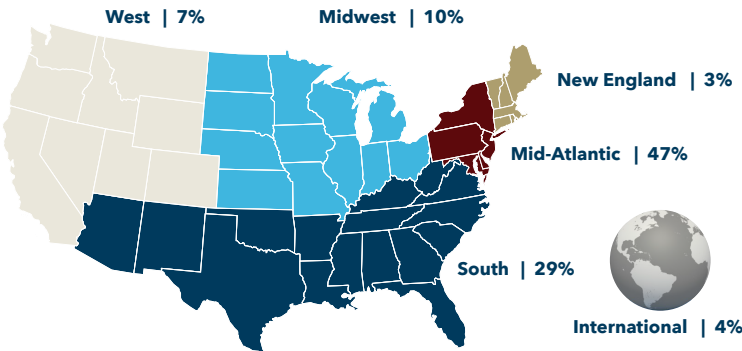 West | 7%
Midwest | 10%
New England | 3%
Mid-Atlantic | 47%
South | 29%
International | 4%